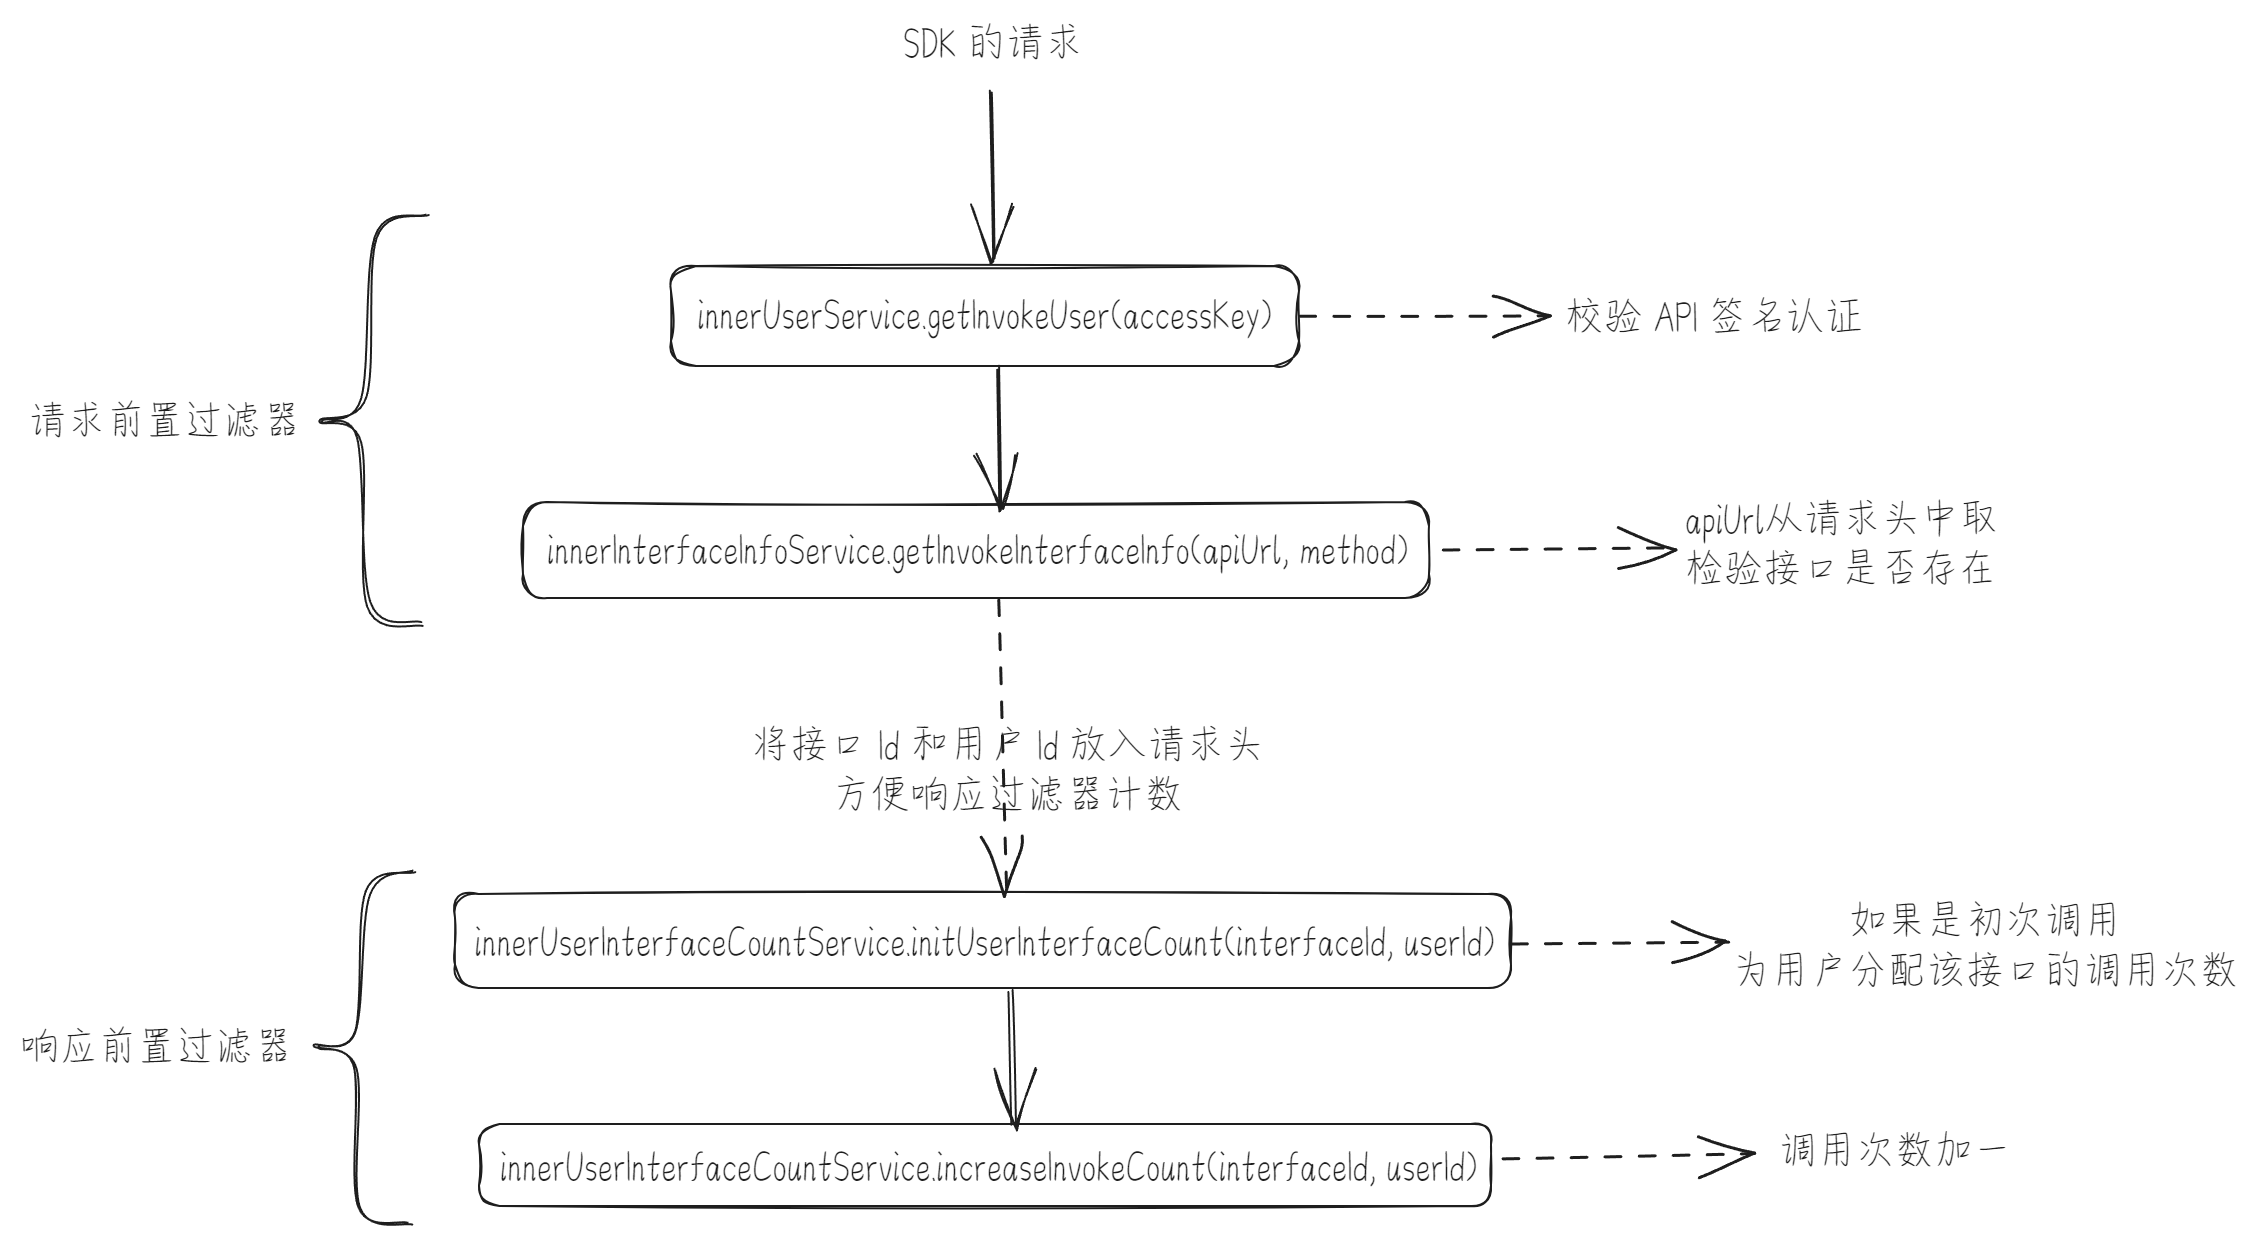 SDK 的请求
innerUserService.getInvokeUser(accessKey)
校验 API 签名认证
请求前置过滤器
innerInterfaceInfoService.getInvokeInterfaceInfo(apiUrl, method)
apiUrl从请求头中取
检验接口是否存在
将接口 Id 和用户 Id 放入请求头
方便响应过滤器计数
innerUserInterfaceCountService.initUserInterfaceCount(interfaceId, userId)
如果是初次调用
为用户分配该接口的调用次数
响应前置过滤器
innerUserInterfaceCountService.increaseInvokeCount(interfaceId, userId)
调用次数加一